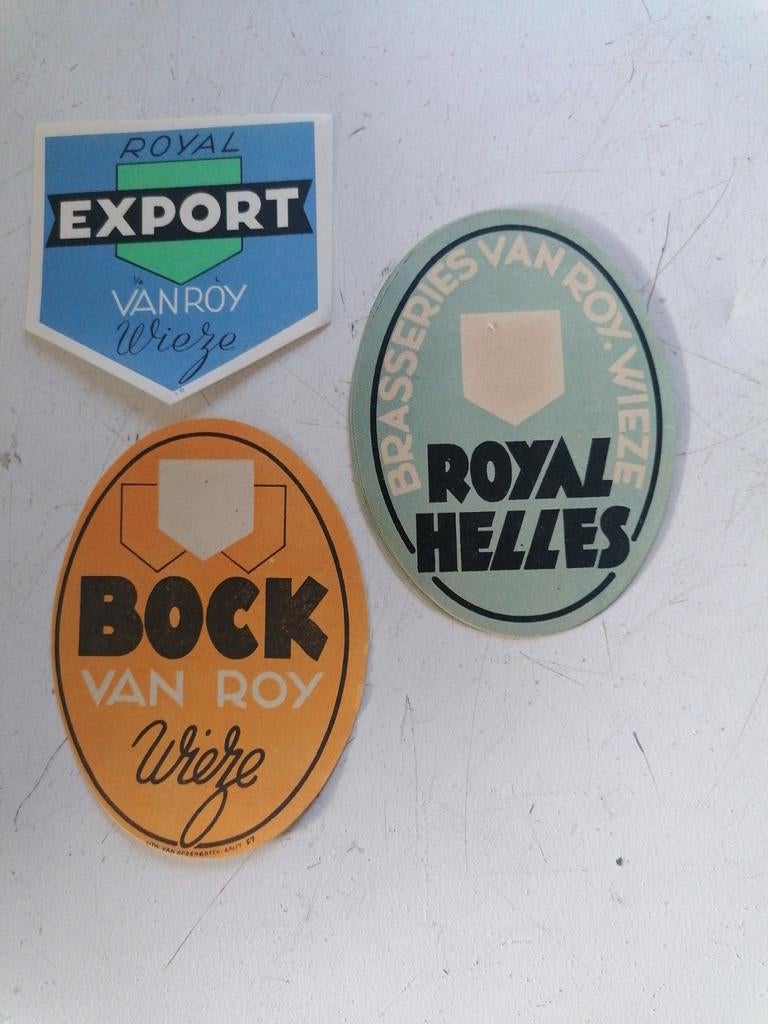 ROYAL
EXPORT
VAN ROY
Wieze
BRASSERIES VAN ROY. WIEZE
ROYAL
HELLES
BOCK
VAN ROY
Wieze